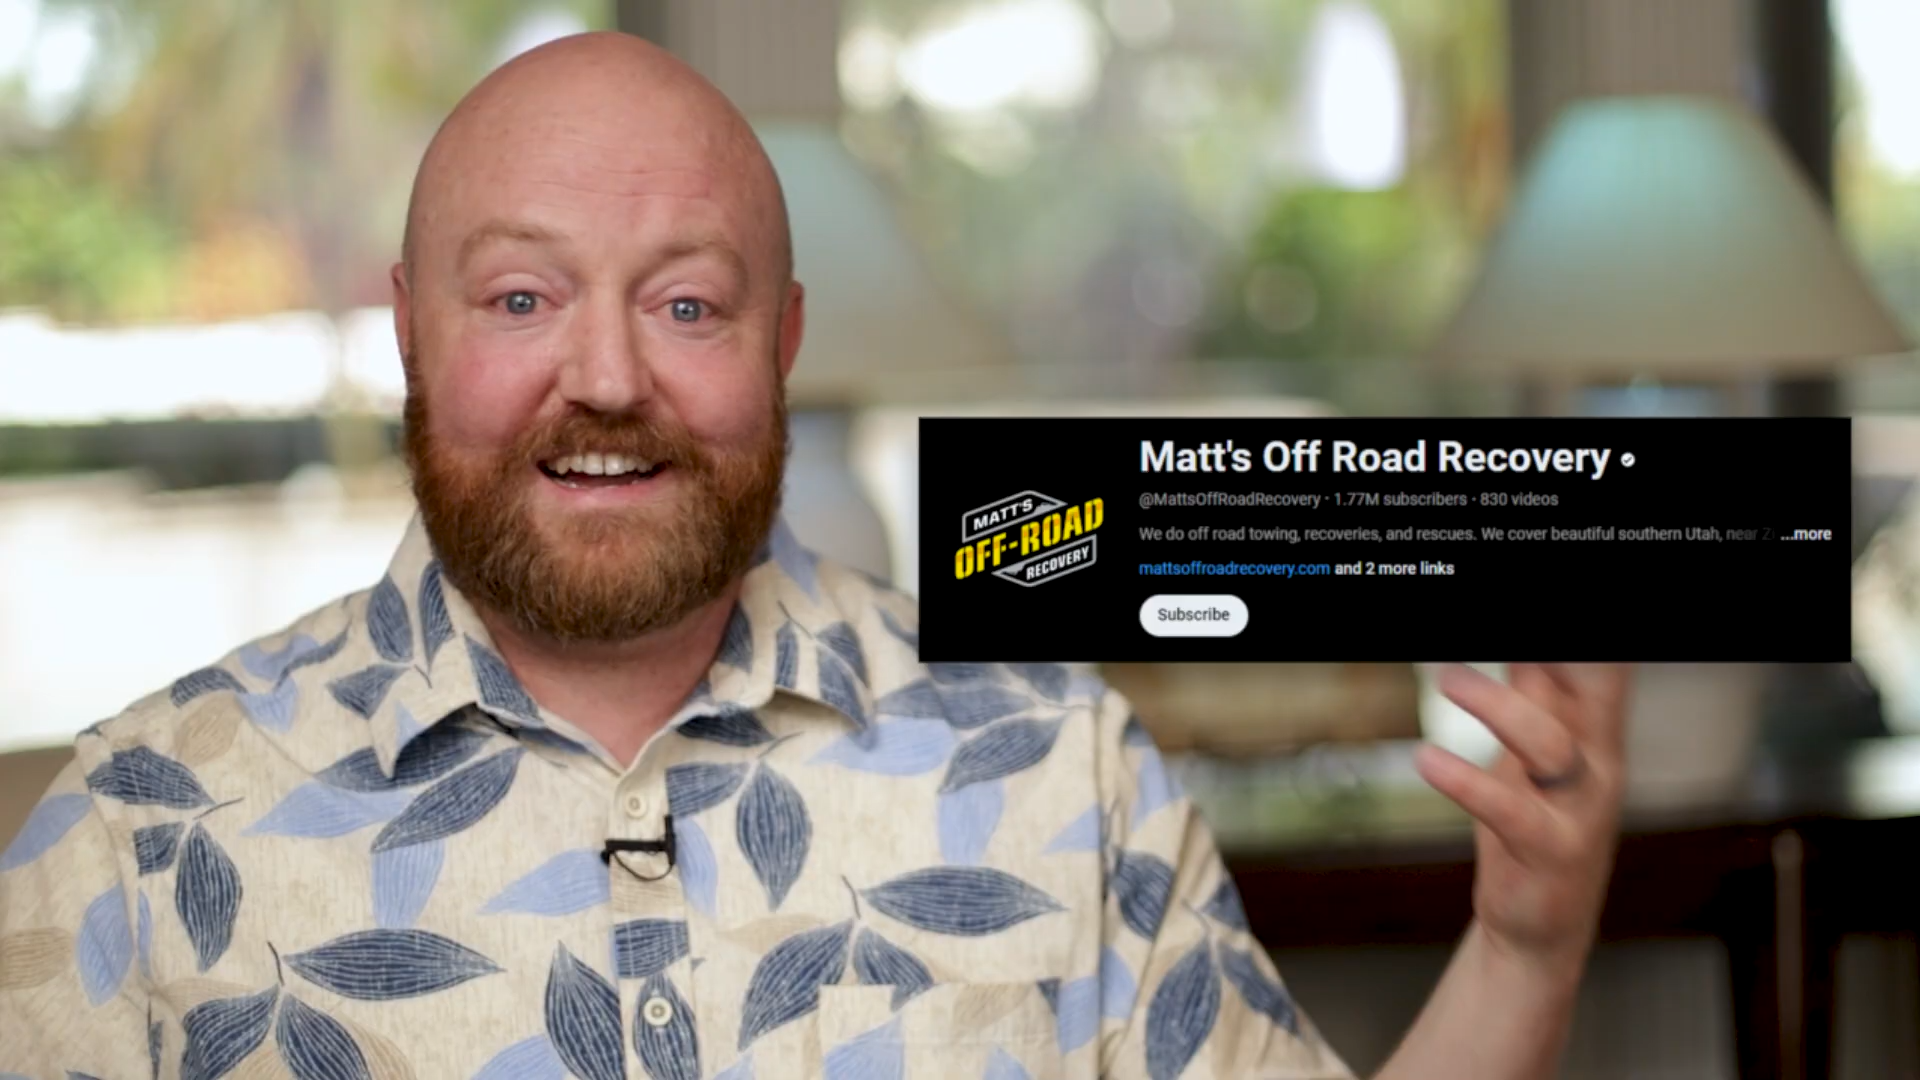 MATT'S
OFF-ROAD
RECOVERY
Matt's Off Road Recovery
@MattsOffRoadRecovery · 1.77M subscribers · 830 videos
We do off road towing, recoveries, and rescues. We cover beautiful southern Utah, near ...more
mattsoffroadrecovery.com and 2 more links
Subscribe